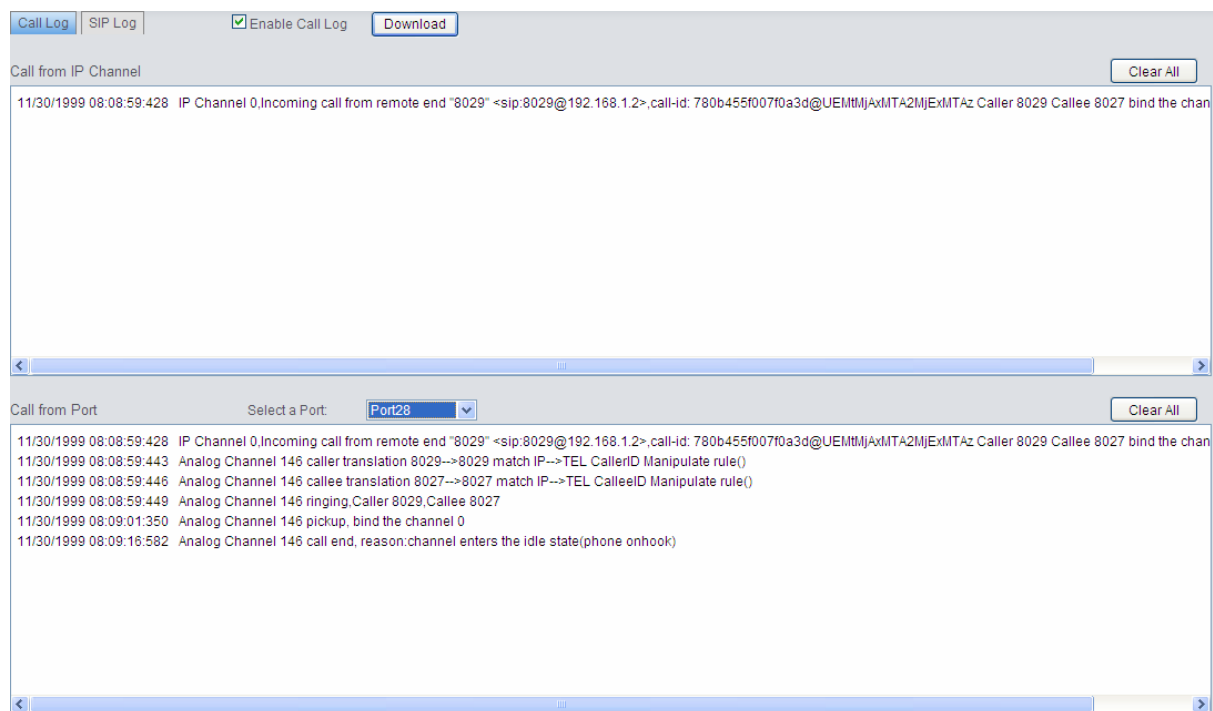 Call Log SIP Log Enable Call Log Download
Call from IP Channel Clear All
11/30/1999 08:08:59:428 IP Channel 0,Incoming call from remote end "8029" <sip:8029@192.168.1.2>,call-id: 780b455f007f0a3d@UEMtMjAxMTA2MjExMTAz Caller 8029 Callee 8027 bind the chan
Call from Port Select a Port: Port28 Clear All
11/30/1999 08:08:59:428 IP Channel 0,Incoming call from remote end "8029" <sip:8029@192.168.1.2>,call-id: 780b455f007f0a3d@UEMtMjAxMTA2MjExMTAz Caller 8029 Callee 8027 bind the chan
11/30/1999 08:08:59:443 Analog Channel 146 caller translation 8029-->8029 match IP-->TEL CallerID Manipulate rule()
11/30/1999 08:08:59:446 Analog Channel 146 callee translation 8027-->8027 match IP-->TEL CalleeID Manipulate rule()
11/30/1999 08:08:59:449 Analog Channel 146 ringing,Caller 8029,Callee 8027
11/30/1999 08:09:01:350 Analog Channel 146 pickup, bind the channel 0
11/30/1999 08:09:16:582 Analog Channel 146 call end, reason:channel enters the idle state(phone onhook)